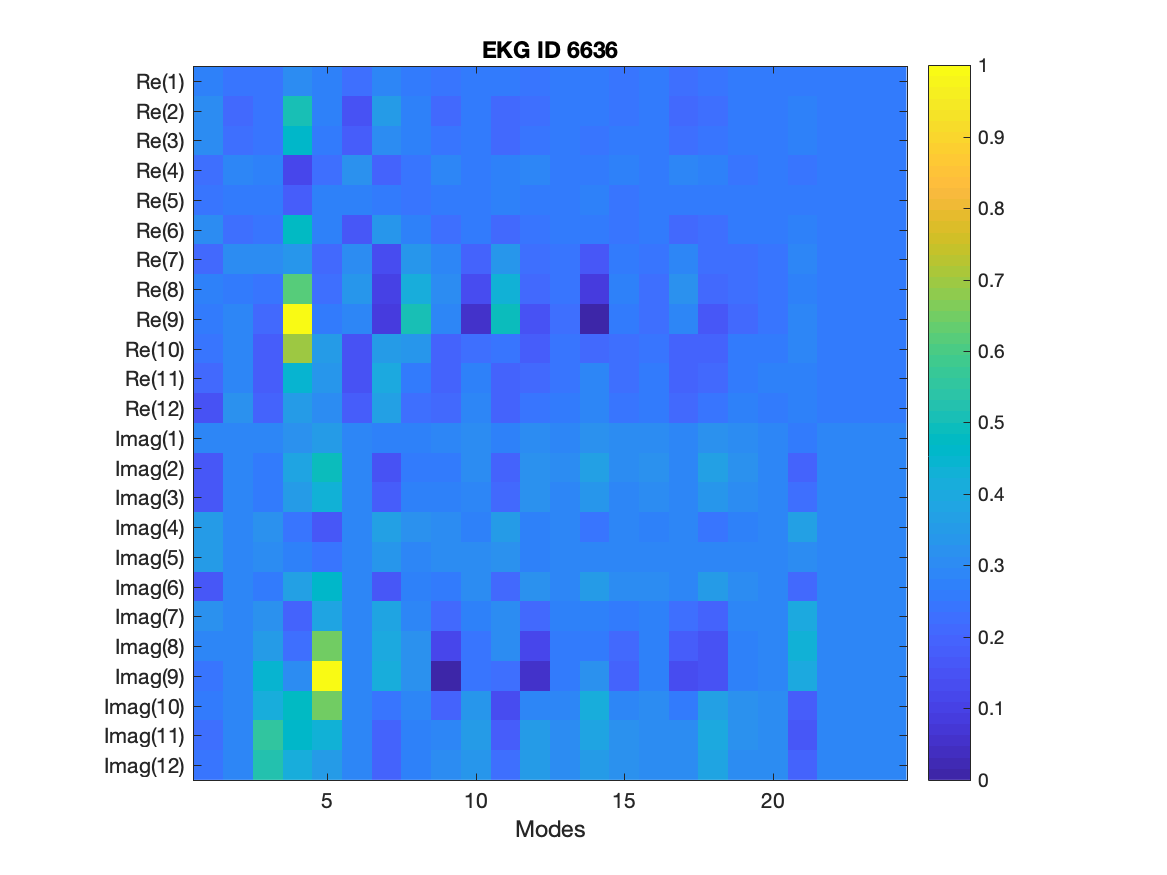 EKG ID 6636
Re(1)
Re(2)
Re(3)
Re(4)
Re(5)
Re(6)
Re(7)
Re(8)
Re(9)
Re(10)
Re(11)
Re(12)
Imag(1)
Imag(2)
Imag(3)
Imag(4)
Imag(5)
Imag(6)
Imag(7)
Imag(8)
Imag(9)
Imag(10)
Imag(11)
Imag(12)
5 10 15 20
Modes
1
0.9
0.8
0.7
0.6
0.5
0.4
0.3
0.2
0.1
0